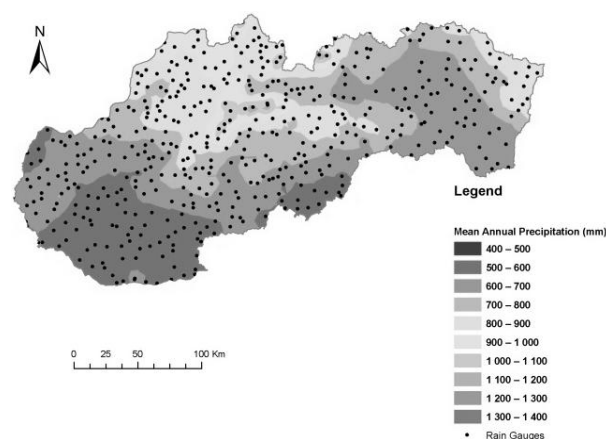 N
Legend
Mean Annual Precipitation (mm)
400 – 500
500 – 600
600 – 700
700 – 800
800 – 900
900 – 1 000
1 000 – 1 100
1 100 – 1 200
1 200 – 1 300
1 300 – 1 400
Rain Gauges
0 25 50 100 Km